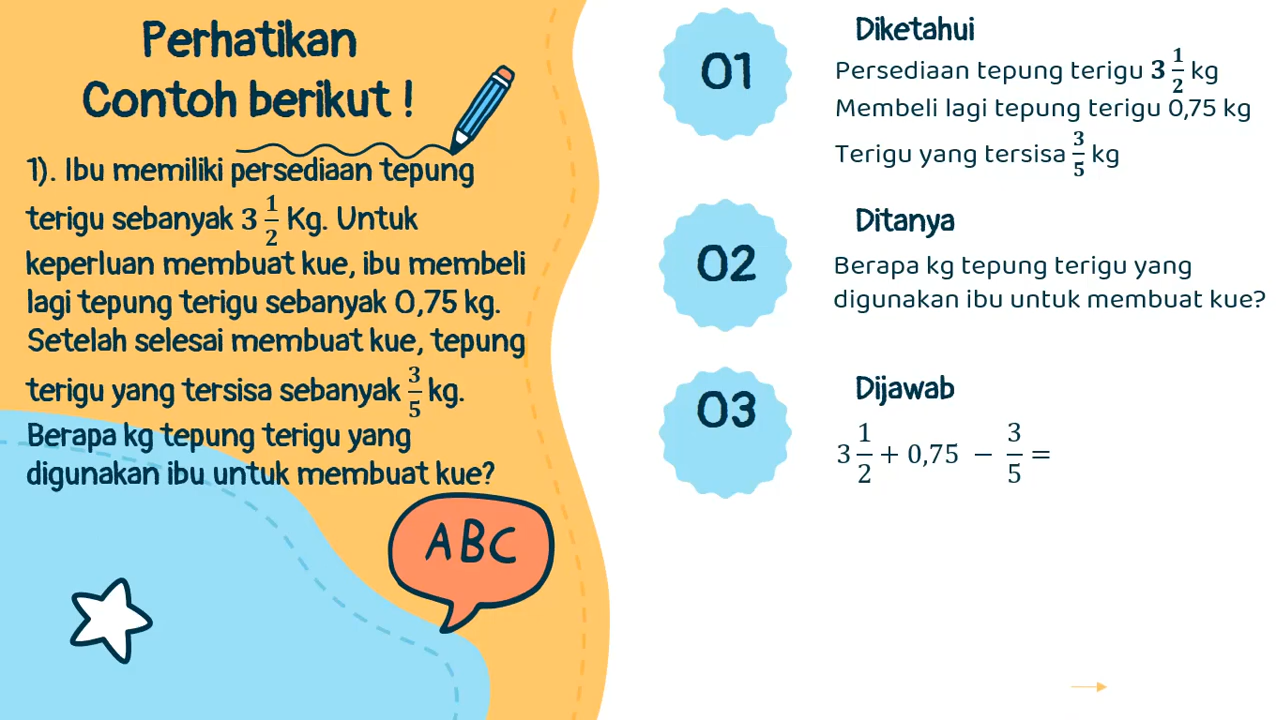 Perhatikan
Contoh berikut !
1). Ibu memiliki persediaan tepung
terigu sebanyak 3 1/2 Kg. Untuk
keperluan membuat kue, ibu membeli
lagi tepung terigu sebanyak 0,75 kg.
Setelah selesai membuat kue, tepung
terigu yang tersisa sebanyak 3/5 kg.
Berapa kg tepung terigu yang
digunakan ibu untuk membuat kue?
ABC
01
Diketahui
Persediaan tepung terigu 3 1/2 kg
Membeli lagi tepung terigu 0,75 kg
Terigu yang tersisa 3/5 kg
02
Ditanya
Berapa kg tepung terigu yang
digunakan ibu untuk membuat kue?
03
Dijawab
3 1/2 + 0,75 − 3/5 =